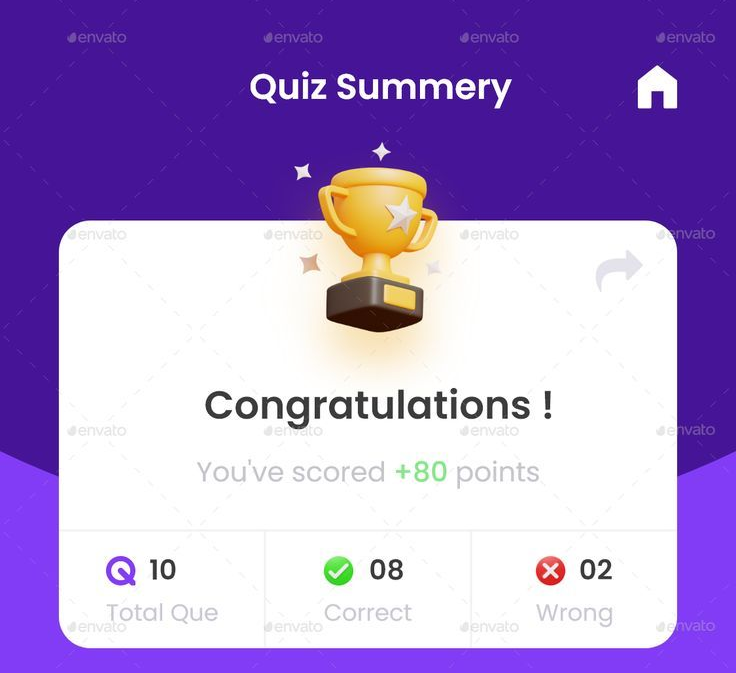 envato envato envato envato
Quiz Summery
envato envato envato envato
Congratulations !
envato envato envato envato
You've scored +80 points
10 08 02
Total Que Correct Wrong
envato envato envato envato